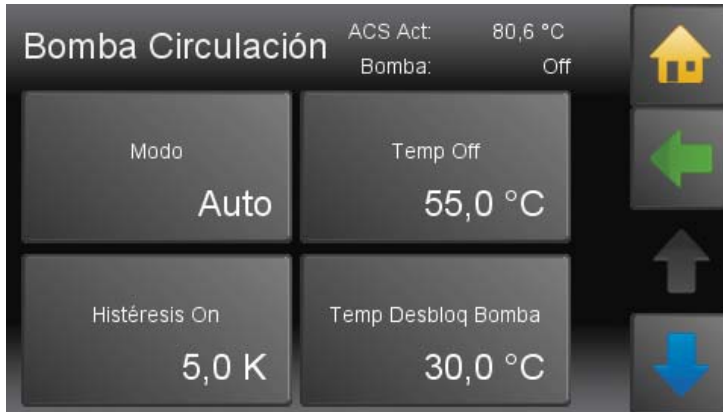 Bomba Circulación
ACS Act: 80,6 °C
Bomba: Off
Modo
Auto
Temp Off
55,0 °C
Histéresis On
5,0 K
Temp Desbloq Bomba
30,0 °C